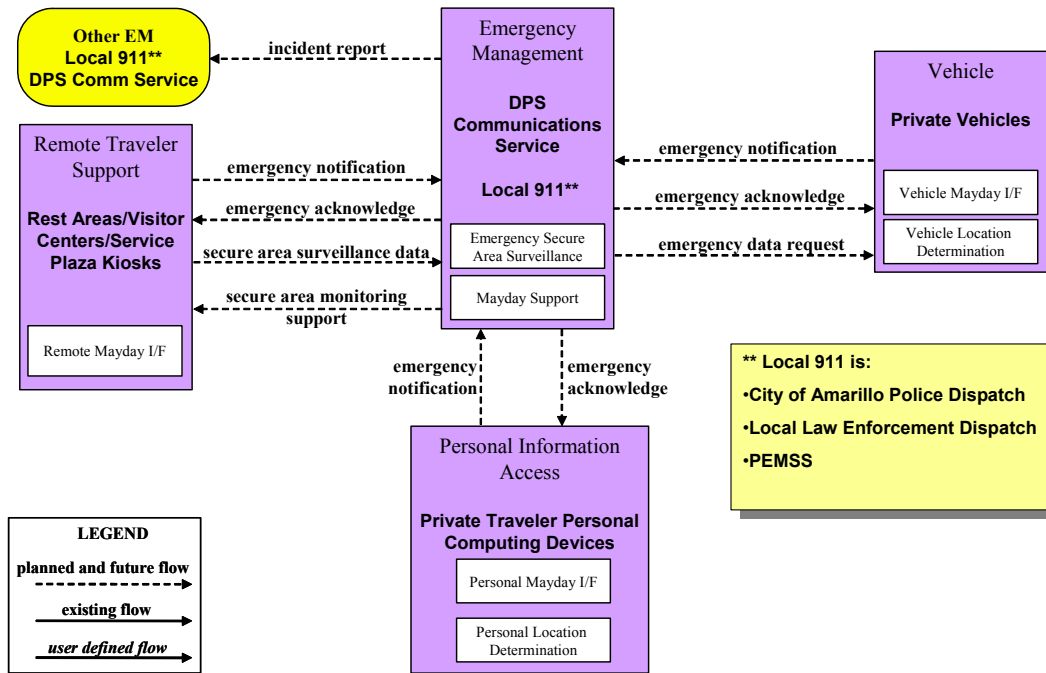 Other EM
Local 911**
DPS Comm Service
incident report
Emergency
Management
DPS
Communications
Service
Local 911**
Emergency Secure
Area Surveillance
Mayday Support
Vehicle
Private Vehicles
Vehicle Mayday I/F
Vehicle Location
Determination
Remote Traveler
Support
Rest Areas/Visitor
Centers/Service
Plaza Kiosks
Remote Mayday I/F
emergency notification
emergency acknowledge
secure area surveillance data
secure area monitoring
support
emergency notification
emergency acknowledge
emergency data request
emergency
notification
emergency
acknowledge
Personal Information
Access
Private Traveler Personal
Computing Devices
Personal Mayday I/F
Personal Location
Determination
** Local 911 is:
•City of Amarillo Police Dispatch
•Local Law Enforcement Dispatch
•PEMSS
LEGEND
planned and future flow
existing flow
user defined flow